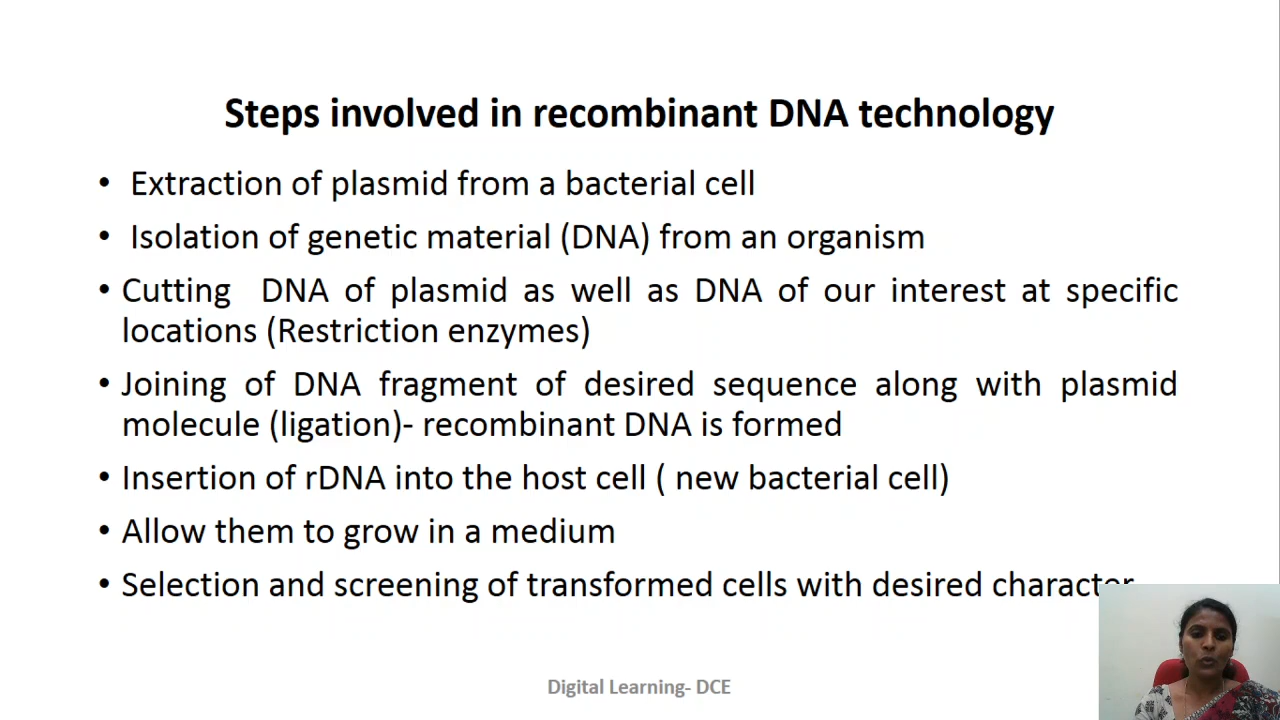 Steps involved in recombinant DNA technology
• Extraction of plasmid from a bacterial cell
• Isolation of genetic material (DNA) from an organism
• Cutting DNA of plasmid as well as DNA of our interest at specific
locations (Restriction enzymes)
• Joining of DNA fragment of desired sequence along with plasmid
molecule (ligation)- recombinant DNA is formed
• Insertion of rDNA into the host cell ( new bacterial cell)
• Allow them to grow in a medium
• Selection and screening of transformed cells with desired character
Digital Learning- DCE